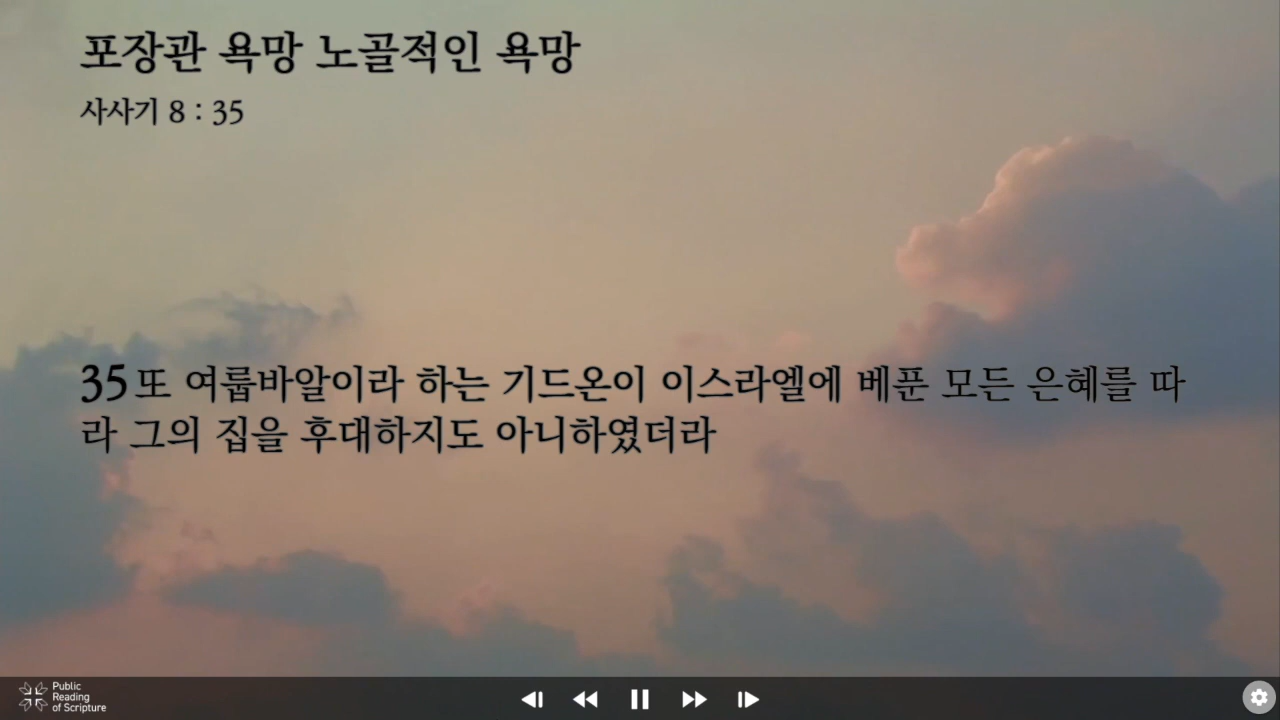 포장관 욕망 노골적인 욕망
사사기 8 : 35
35 또 여룹바알이라 하는 기드온이 이스라엘에 베푼 모든 은혜를 따
라 그의 집을 후대하지도 아니하였더라
Public
Reading
of Scripture